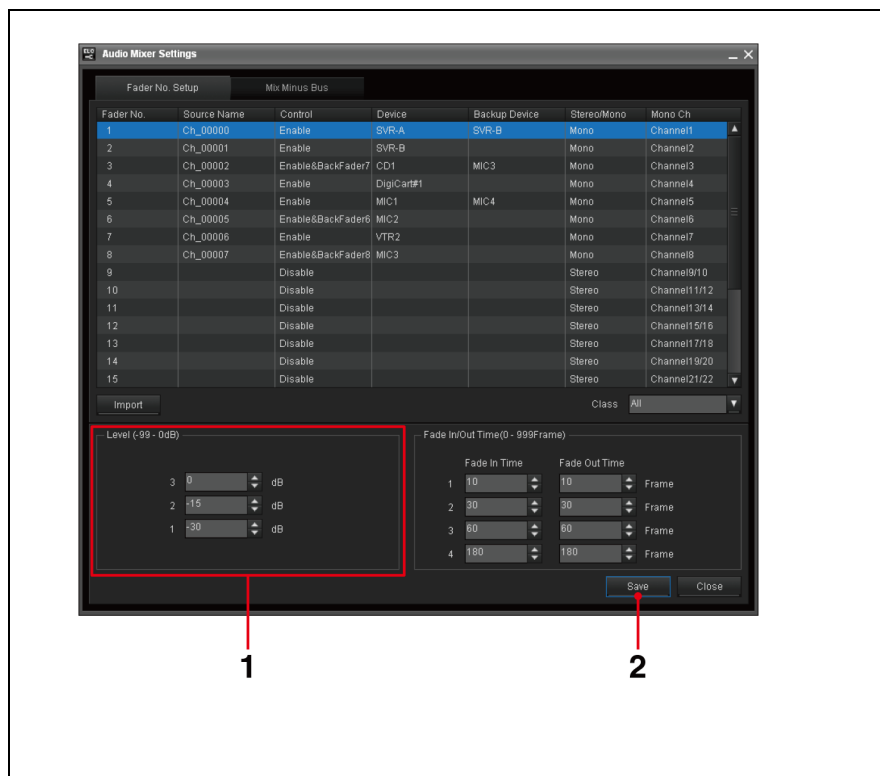 ELC Audio Mixer Settings
Fader No. Setup Mix Minus Bus
Fader No. Source Name Control Device Backup Device Stereo/Mono Mono Ch
1 Ch_00000 Enable SVR-A SVR-B Mono Channel1
2 Ch_00001 Enable SVR-B Mono Channel2
3 Ch_00002 Enable&BackFader7 CD1 MIC3 Mono Channel3
4 Ch_00003 Enable DigiCart#1 Mono Channel4
5 Ch_00004 Enable MIC1 MIC4 Mono Channel5
6 Ch_00005 Enable&BackFader6 MIC2 Mono Channel6
7 Ch_00006 Enable VTR2 Mono Channel7
8 Ch_00007 Enable&BackFader8 MIC3 Mono Channel8
9 Disable Stereo Channel9/10
10 Disable Stereo Channel11/12
11 Disable Stereo Channel13/14
12 Disable Stereo Channel15/16
13 Disable Stereo Channel17/18
14 Disable Stereo Channel19/20
15 Disable Stereo Channel21/22
Import Class All
Level (-99 - 0dB) Fade In/Out Time(0 - 999Frame)
Fade In Time Fade Out Time
3 0 dB 1 10 10 Frame
2 -15 dB 2 30 30 Frame
1 -30 dB 3 60 60 Frame
4 180 180 Frame
Save Close
1 2